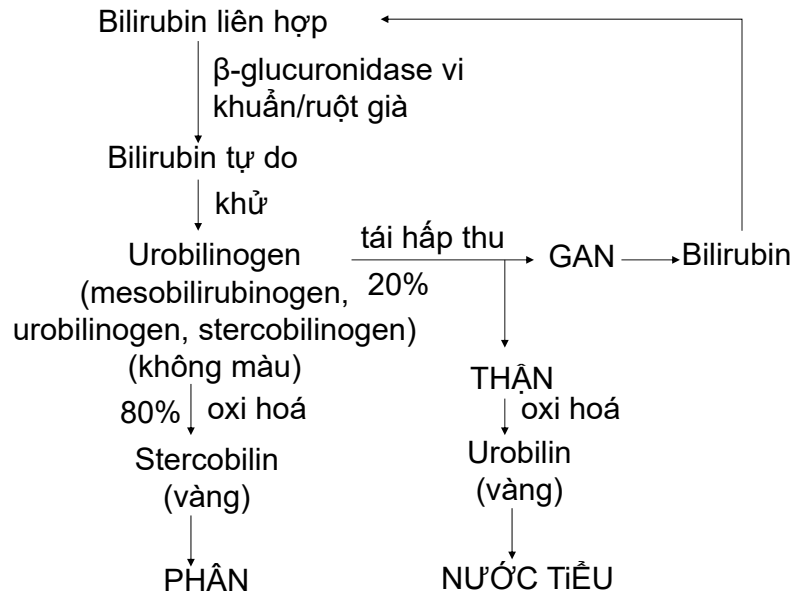 Bilirubin liên hợp
β-glucuronidase vi
khuẩn/ruột già
Bilirubin tự do
khử
Urobilinogen
(mesobilirubinogen,
urobilinogen, stercobilinogen)
(không màu)
tái hấp thu
20%
GAN
Bilirubin
80%
oxi hoá
Stercobilin
(vàng)
PHÂN
THẬN
oxi hoá
Urobilin
(vàng)
NƯỚC TiỂU